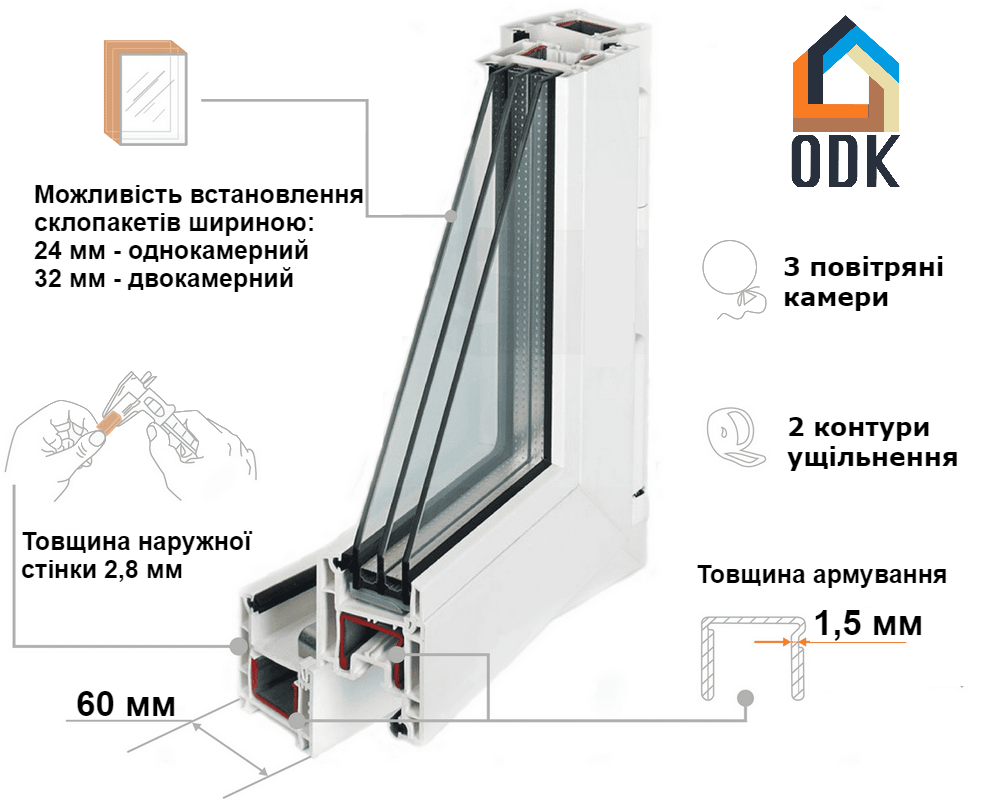 ODK
Можливість встановлення
склопакетів шириною:
24 мм - однокамерний
32 мм - двокамерний
3 повітряні
камери
2 контури
ущільнення
Товщина наружної
стінки 2,8 мм
Товщина армування
1,5 мм
60 мм